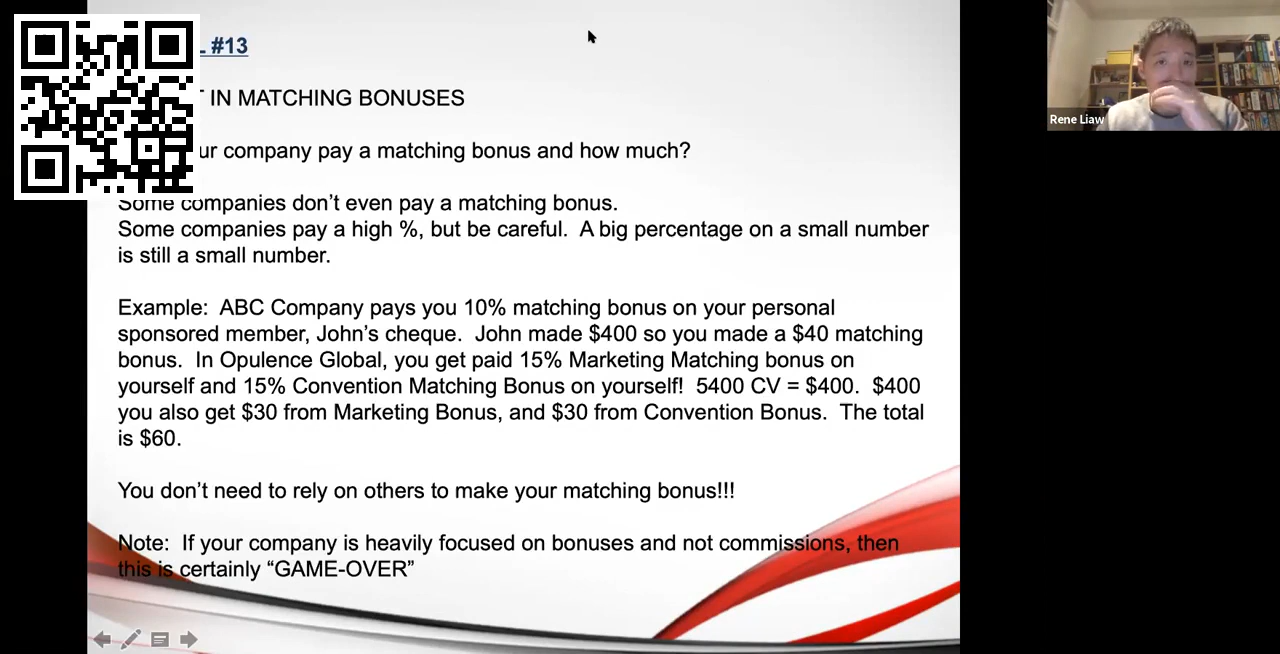 #13
IN MATCHING BONUSES
company pay a matching bonus and how much?
Some companies don’t even pay a matching bonus.
Some companies pay a high %, but be careful.  A big percentage on a small number
is still a small number.
Example:  ABC Company pays you 10% matching bonus on your personal
sponsored member, John’s cheque.  John made $400 so you made a $40 matching
bonus.  In Opulence Global, you get paid 15% Marketing Matching bonus on
yourself and 15% Convention Matching Bonus on yourself!  5400 CV = $400.  $400
you also get $30 from Marketing Bonus, and $30 from Convention Bonus.  The total
is $60.
You don’t need to rely on others to make your matching bonus!!!
Note:  If your company is heavily focused on bonuses and not commissions, then
this is certainly “GAME-OVER”
Rene Liaw